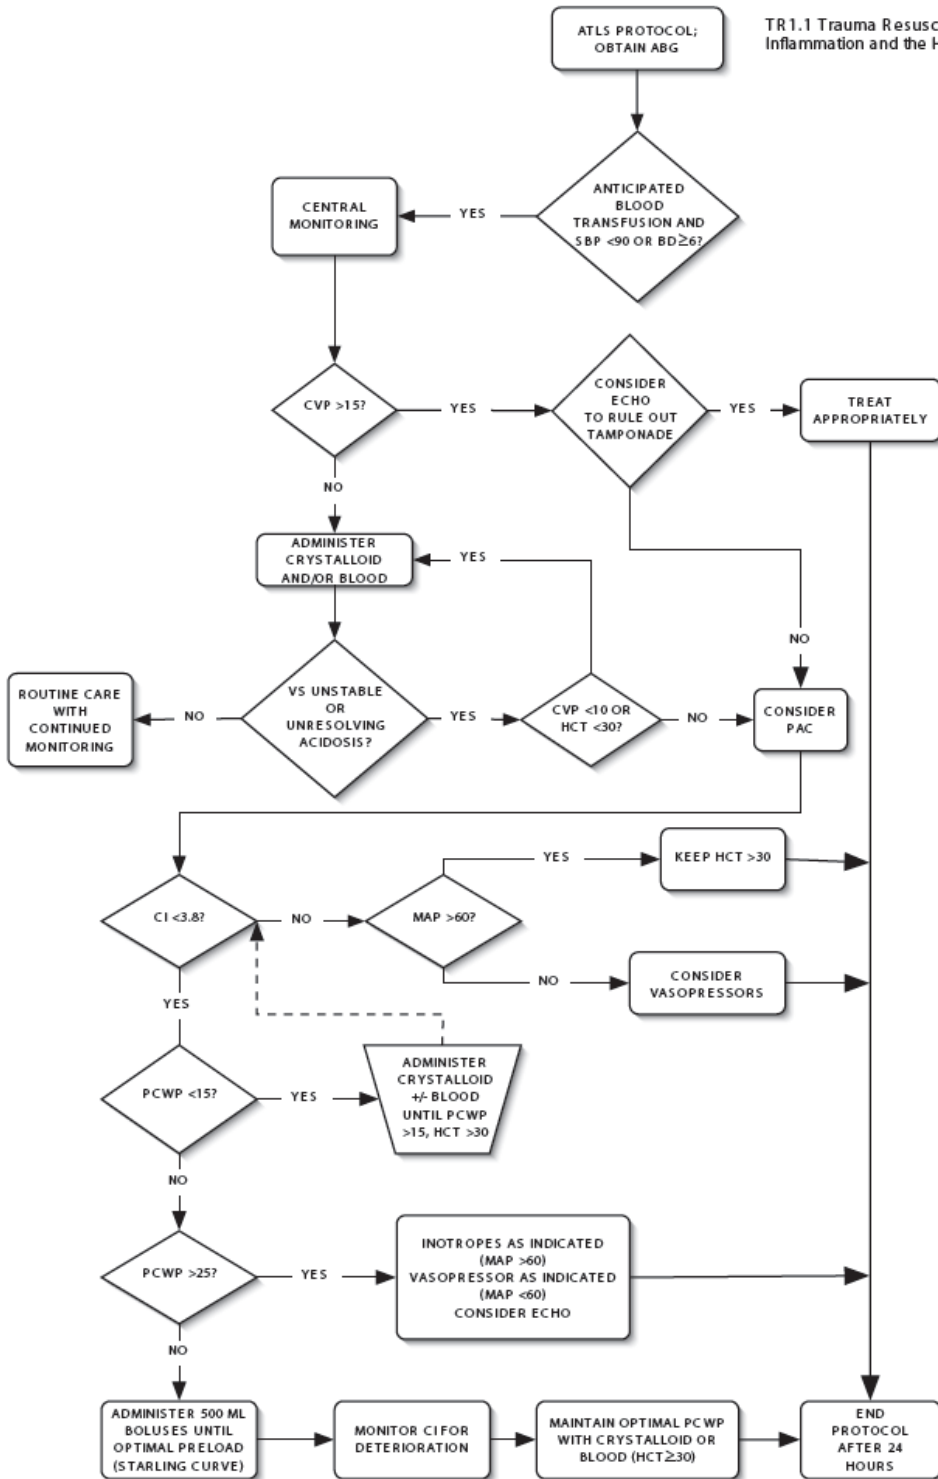 ATLS PROTOCOL;
OBTAIN ABG
TR1.1 Trauma Resusc
Inflammation and the H
ANTICIPATED
BLOOD
TRANSFUSION AND
SBP <90 OR BD≥6?
YES
CENTRAL
MONITORING
CVP >15?
YES
CONSIDER
ECHO
TO RULE OUT
TAMPONADE
YES
TREAT
APPROPRIATELY
NO
ADMINISTER
CRYSTALLOID
AND/OR BLOOD
YES
NO
VS UNSTABLE
OR
UNRESOLVING
ACIDOSIS?
NO
ROUTINE CARE
WITH
CONTINUED
MONITORING
YES
CVP <10 OR
HCT <30?
NO
CONSIDER
PAC
CI <3.8?
NO
MAP >60?
YES
KEEP HCT >30
NO
CONSIDER
VASOPRESSORS
YES
PCWP <15?
YES
ADMINISTER
CRYSTALLOID
+/- BLOOD
UNTIL PCWP
>15, HCT >30
NO
PCWP >25?
YES
INOTROPES AS INDICATED
(MAP >60)
VASOPRESSOR AS INDICATED
(MAP <60)
CONSIDER ECHO
NO
ADMINISTER 500 ML
BOLUSES UNTIL
OPTIMAL PRELOAD
(STARLING CURVE)
MONITOR CI FOR
DETERIORATION
MAINTAIN OPTIMAL PCWP
WITH CRYSTALLOID OR
BLOOD (HCT≥30)
END
PROTOCOL
AFTER 24
HOURS